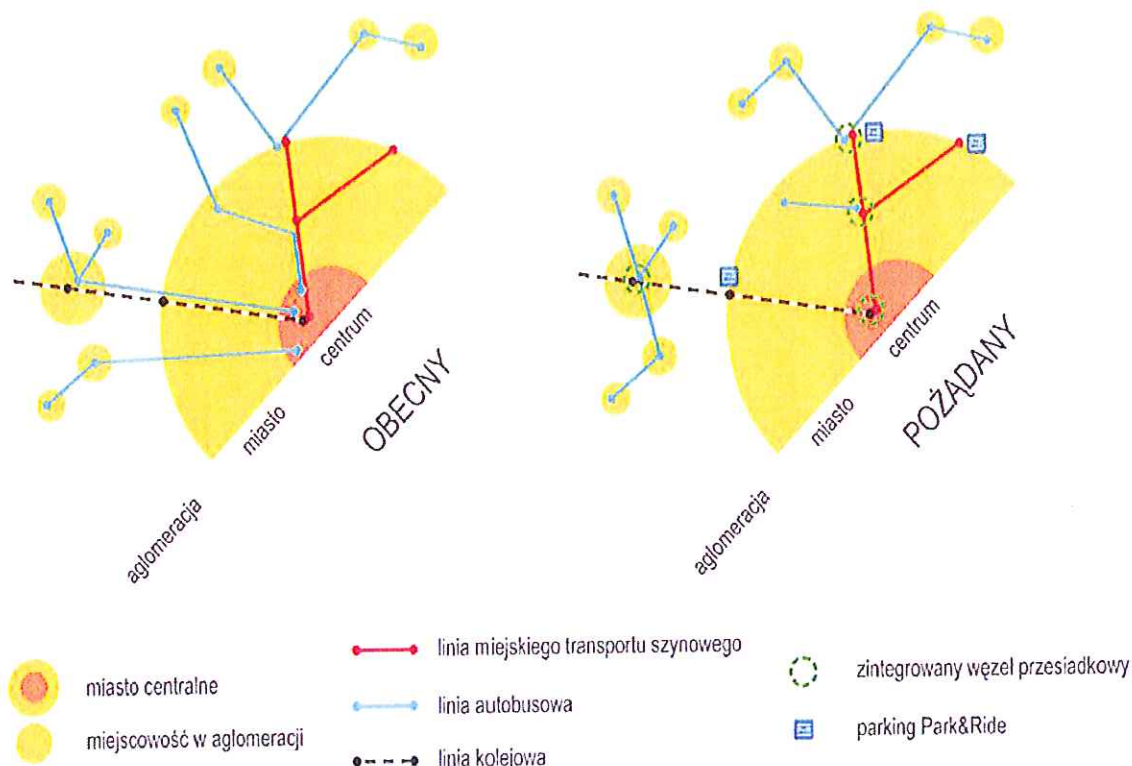 centrum
miasto
aglomeracja
OBECNY
centrum
miasto
aglomeracja
POŻĄDANY
miasto centralne
miejscowość w aglomeracji
linia miejskiego transportu szynowego
linia autobusowa
linia kolejowa
zintegrowany węzeł przesiadkowy
parking Park&Ride